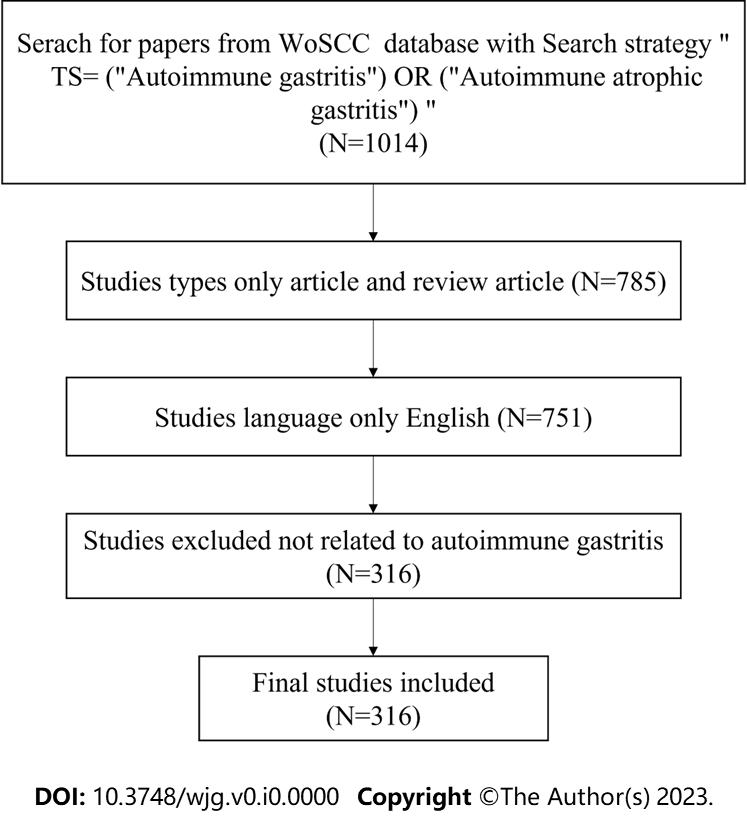 Serach for papers from WoSCC database with Search strategy "
TS= ("Autoimmune gastritis") OR ("Autoimmune atrophic
gastritis") "
(N=1014)
Studies types only article and review article (N=785)
Studies language only English (N=751)
Studies excluded not related to autoimmune gastritis
(N=316)
Final studies included
(N=316)
DOI: 10.3748/wjg.v0.i0.0000 Copyright ©The Author(s) 2023.